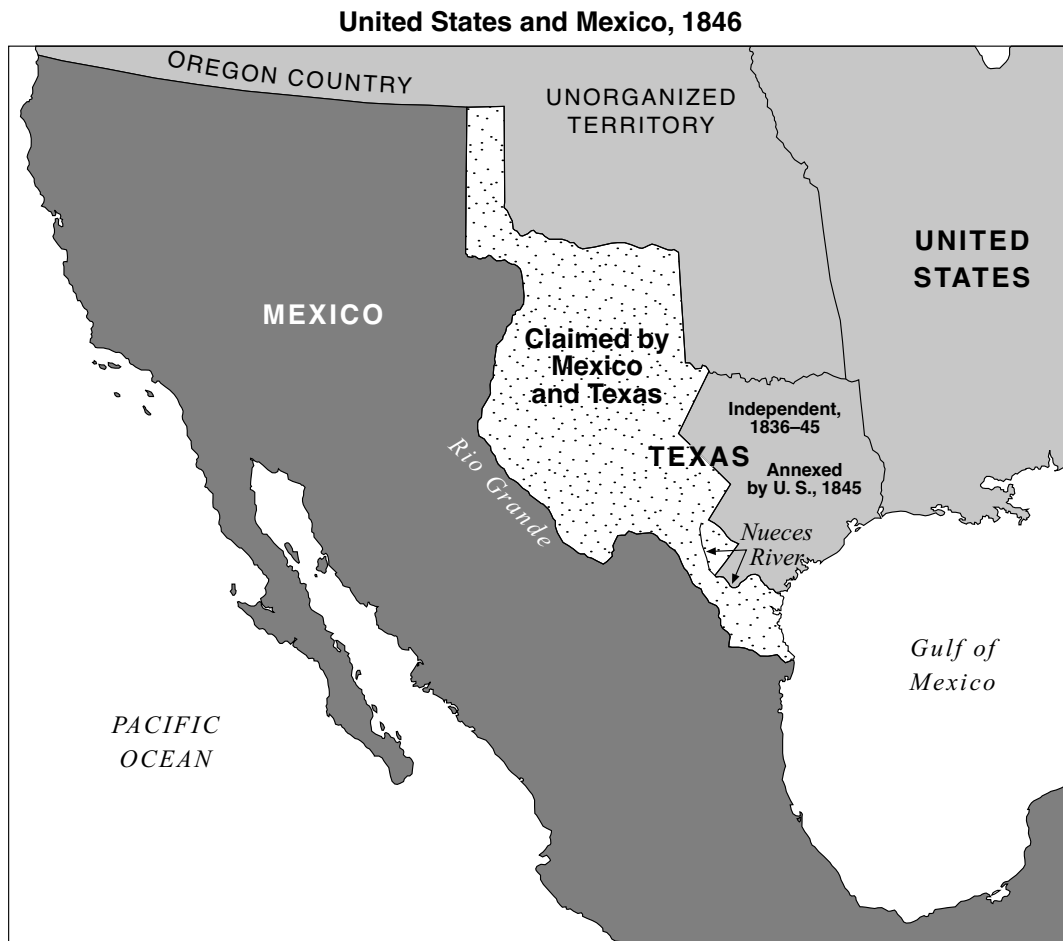 United States and Mexico, 1846
OREGON COUNTRY
UNORGANIZED
TERRITORY
UNITED
STATES
MEXICO
Claimed by
Mexico
and Texas
Independent,
1836–45
TEXAS
Annexed
by U. S., 1845
Rio Grande
Nueces
River
Gulf of
Mexico
PACIFIC
OCEAN